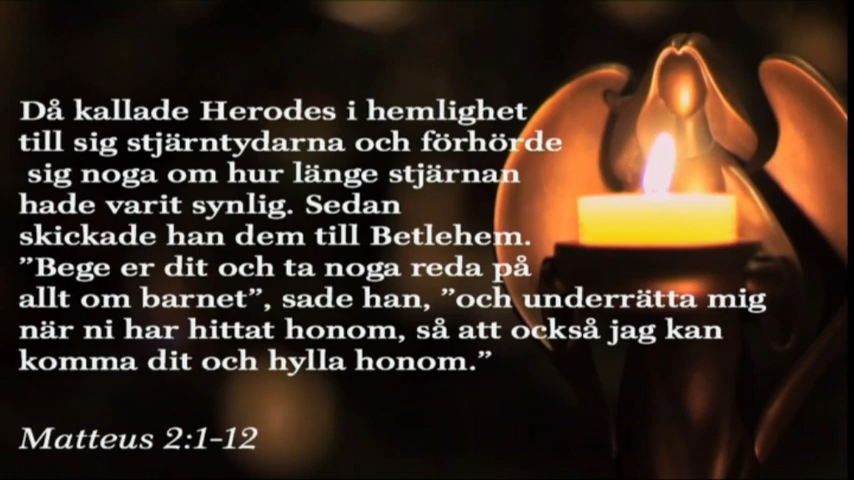 Då kallade Herodes i hemlighet
till sig stjärntydarna och förhörde
sig noga om hur länge stjärnan
hade varit synlig. Sedan
skickade han dem till Betlehem.
”Bege er dit och ta noga reda på
allt om barnet”, sade han, ”och underrätta mig
när ni har hittat honom, så att också jag kan
komma dit och hylla honom.”
Matteus 2:1-12